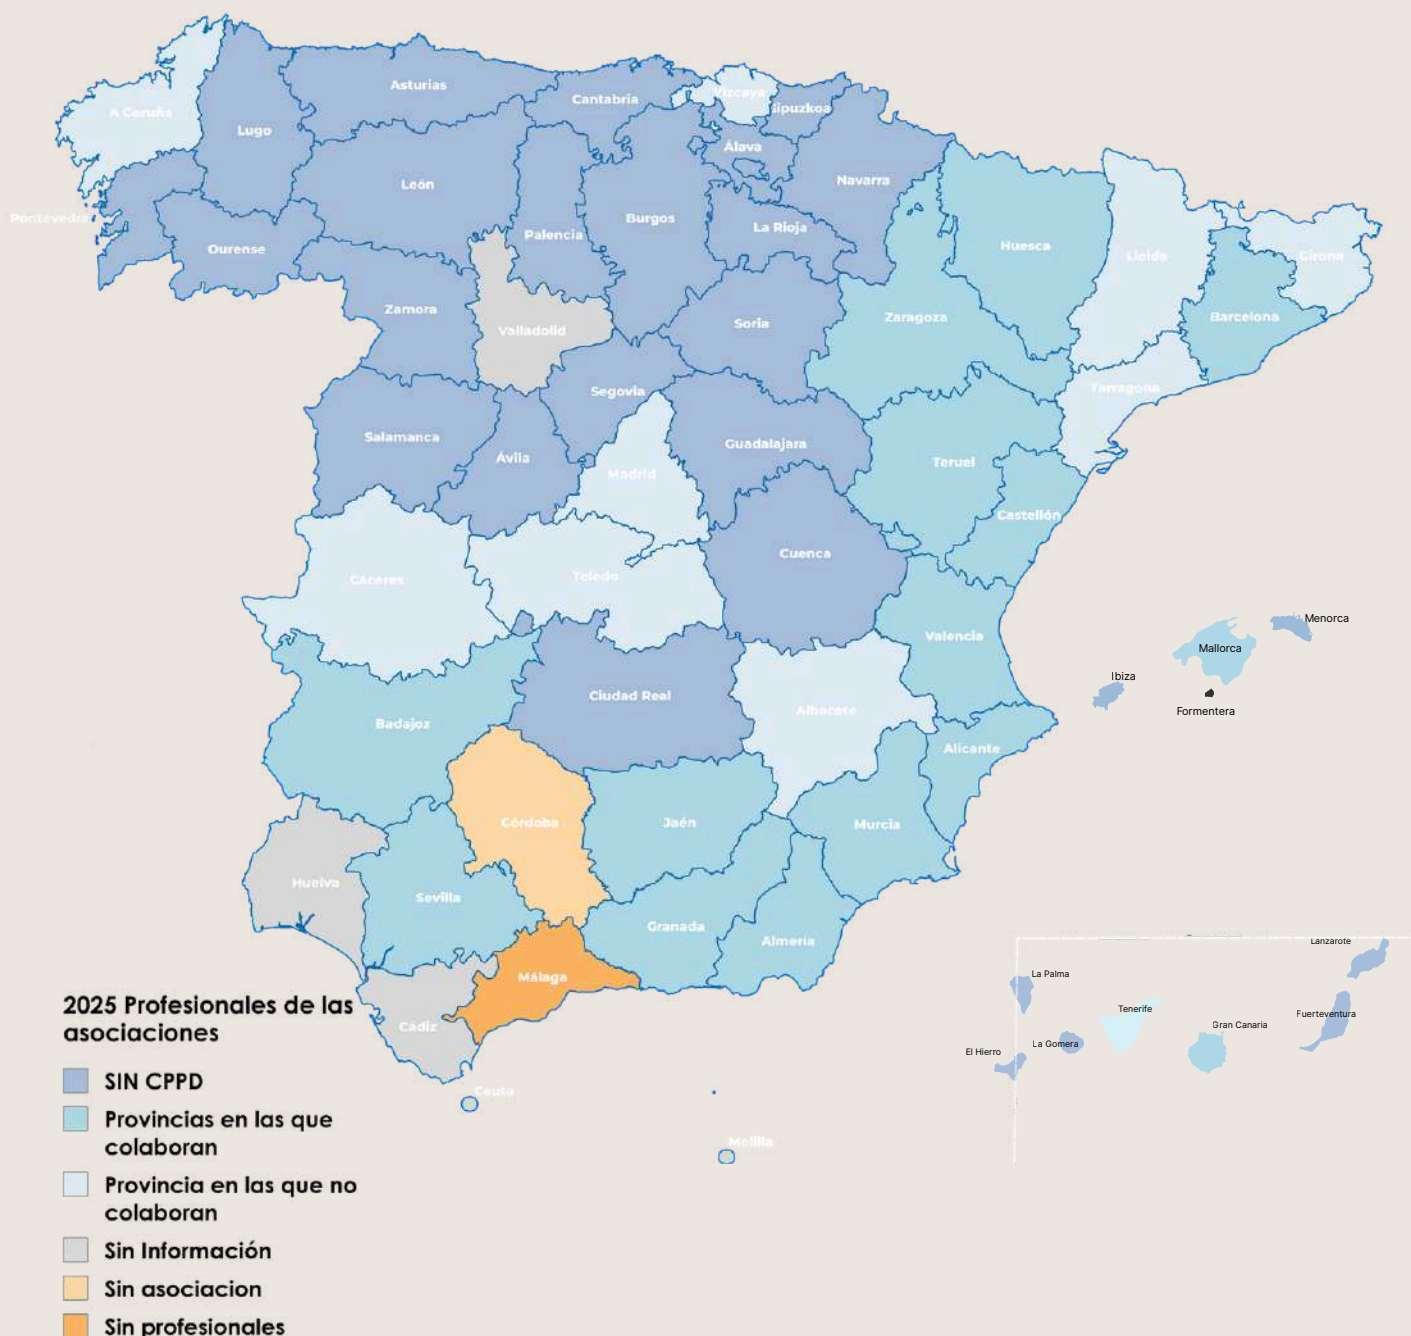 Asturias
Cantabria
Vizcaya
ipuzkoa
A Coruña
Lugo
Álava
León
Navarra
Pontevedra
Burgos
La Rioja
Palencia
Ourense
Huesca
Lleida
Girona
Zamora
Valladolid
Soria
Zaragoza
Barcelona
Segovia
Tarragona
Salamanca
Ávila
Guadalajara
Madrid
Teruel
Castellón
Cuenca
Cáceres
Toledo
Valencia
Menorca
Mallorca
Ibiza
Formentera
Ciudad Real
Badajoz
Albacete
Alicante
Córdoba
Jaén
Murcia
Huelva
Sevilla
Granada
Almería
Málaga
Cádiz
Ceuta
Melilla
Lanzarote
La Palma
Tenerife
Fuerteventura
Gran Canaria
La Gomera
El Hierro
2025 Profesionales de las
asociaciones
SIN CPPD
Provincias en las que
colaboran
Provincia en las que no
colaboran
Sin Información
Sin asociacion
Sin profesionales